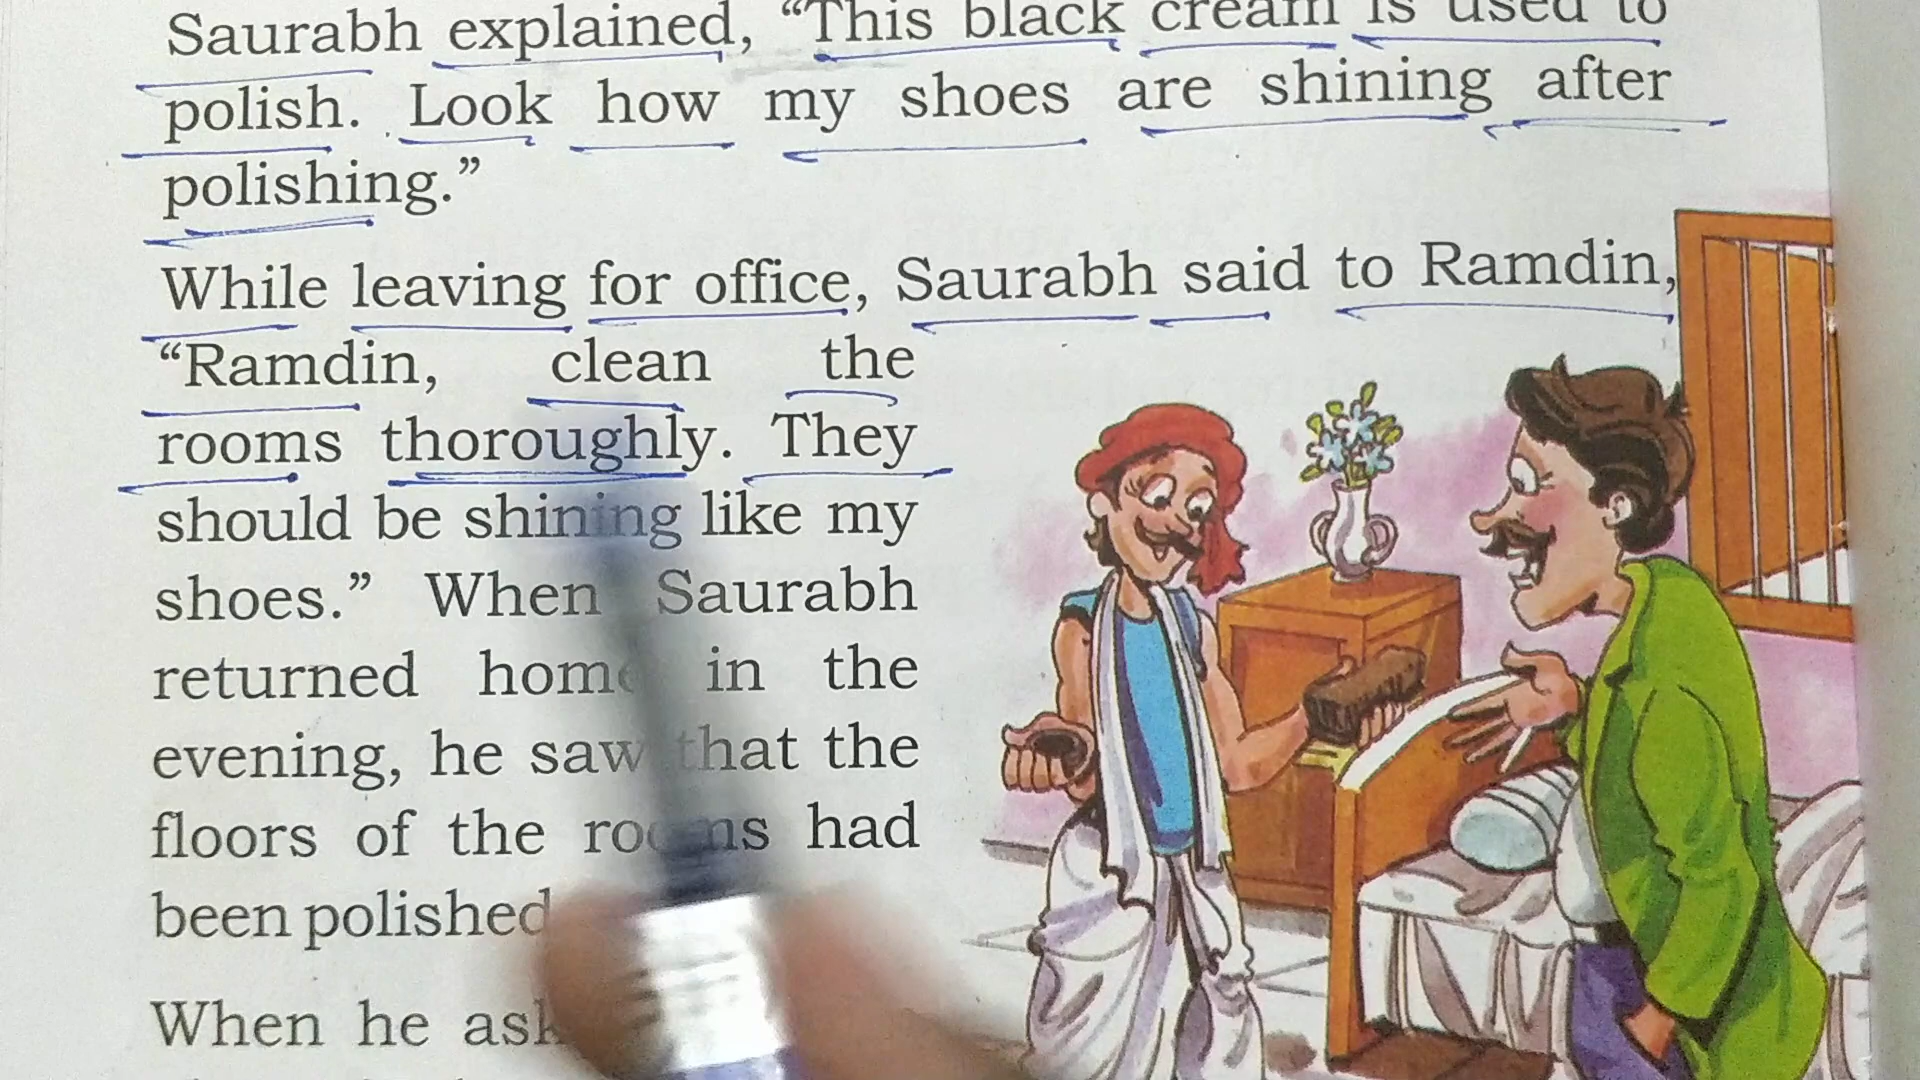 Saurabh explained, “This black cream is used to
polish. Look how my shoes are shining after
polishing.”
While leaving for office, Saurabh said to Ramdin,
“Ramdin, clean the
rooms thoroughly. They
should be shining like my
shoes.” When Saurabh
returned home in the
evening, he saw that the
floors of the rooms had
been polished
When he